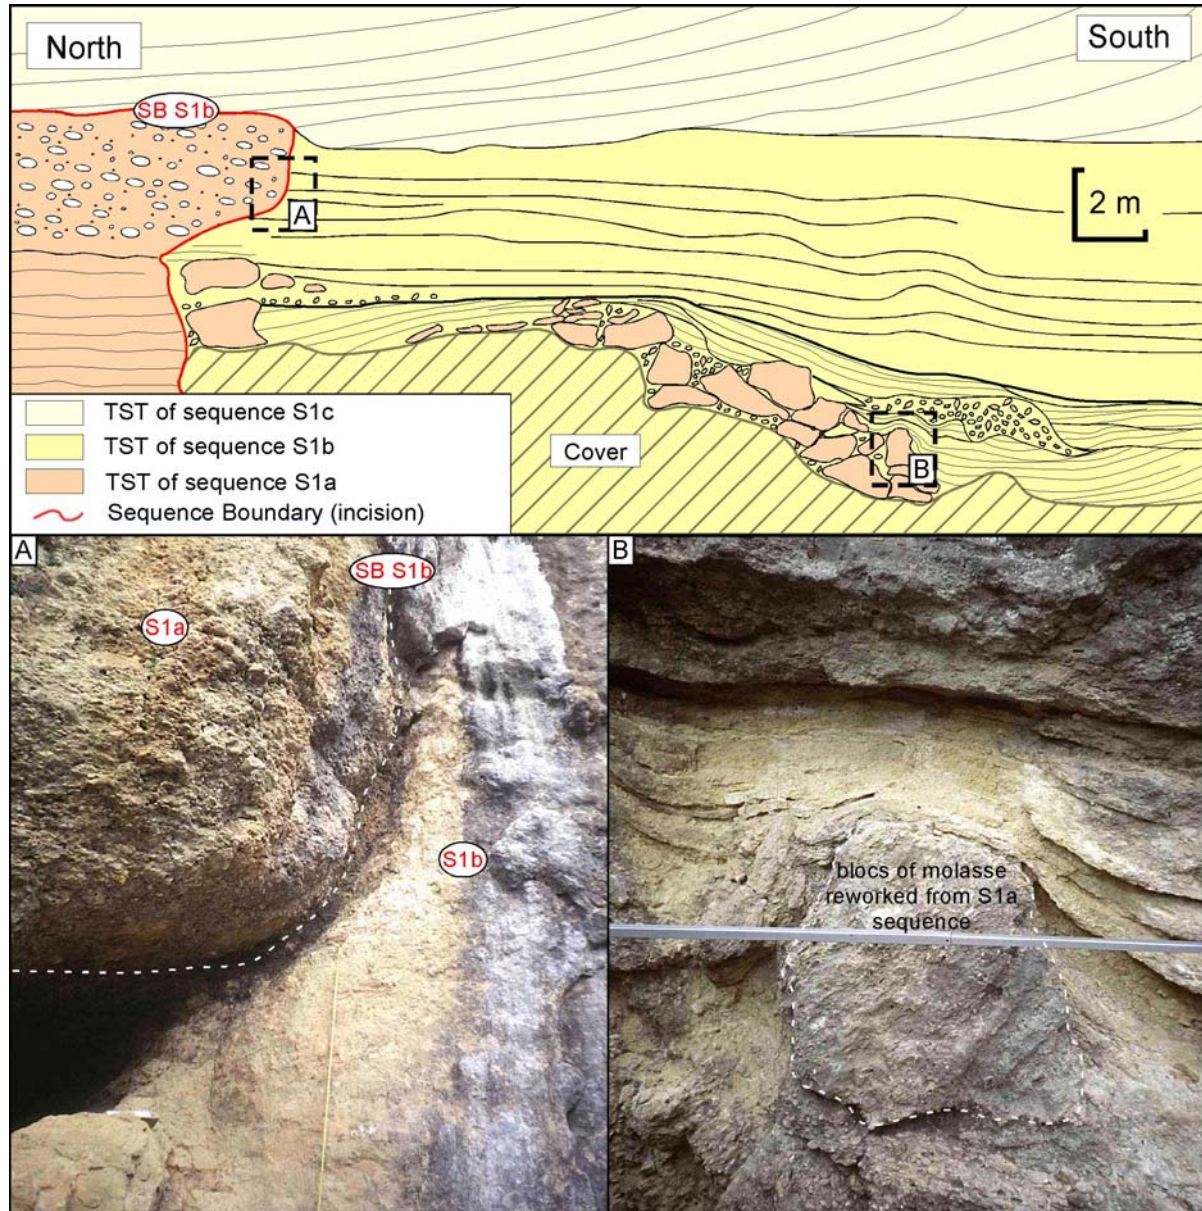 North
South
SB S1b
A
2 m
TST of sequence S1c
TST of sequence S1b
TST of sequence S1a
Sequence Boundary (incision)
Cover
B
A
SB S1b
S1a
S1b
B
blocs of molasse
reworked from S1a
sequence